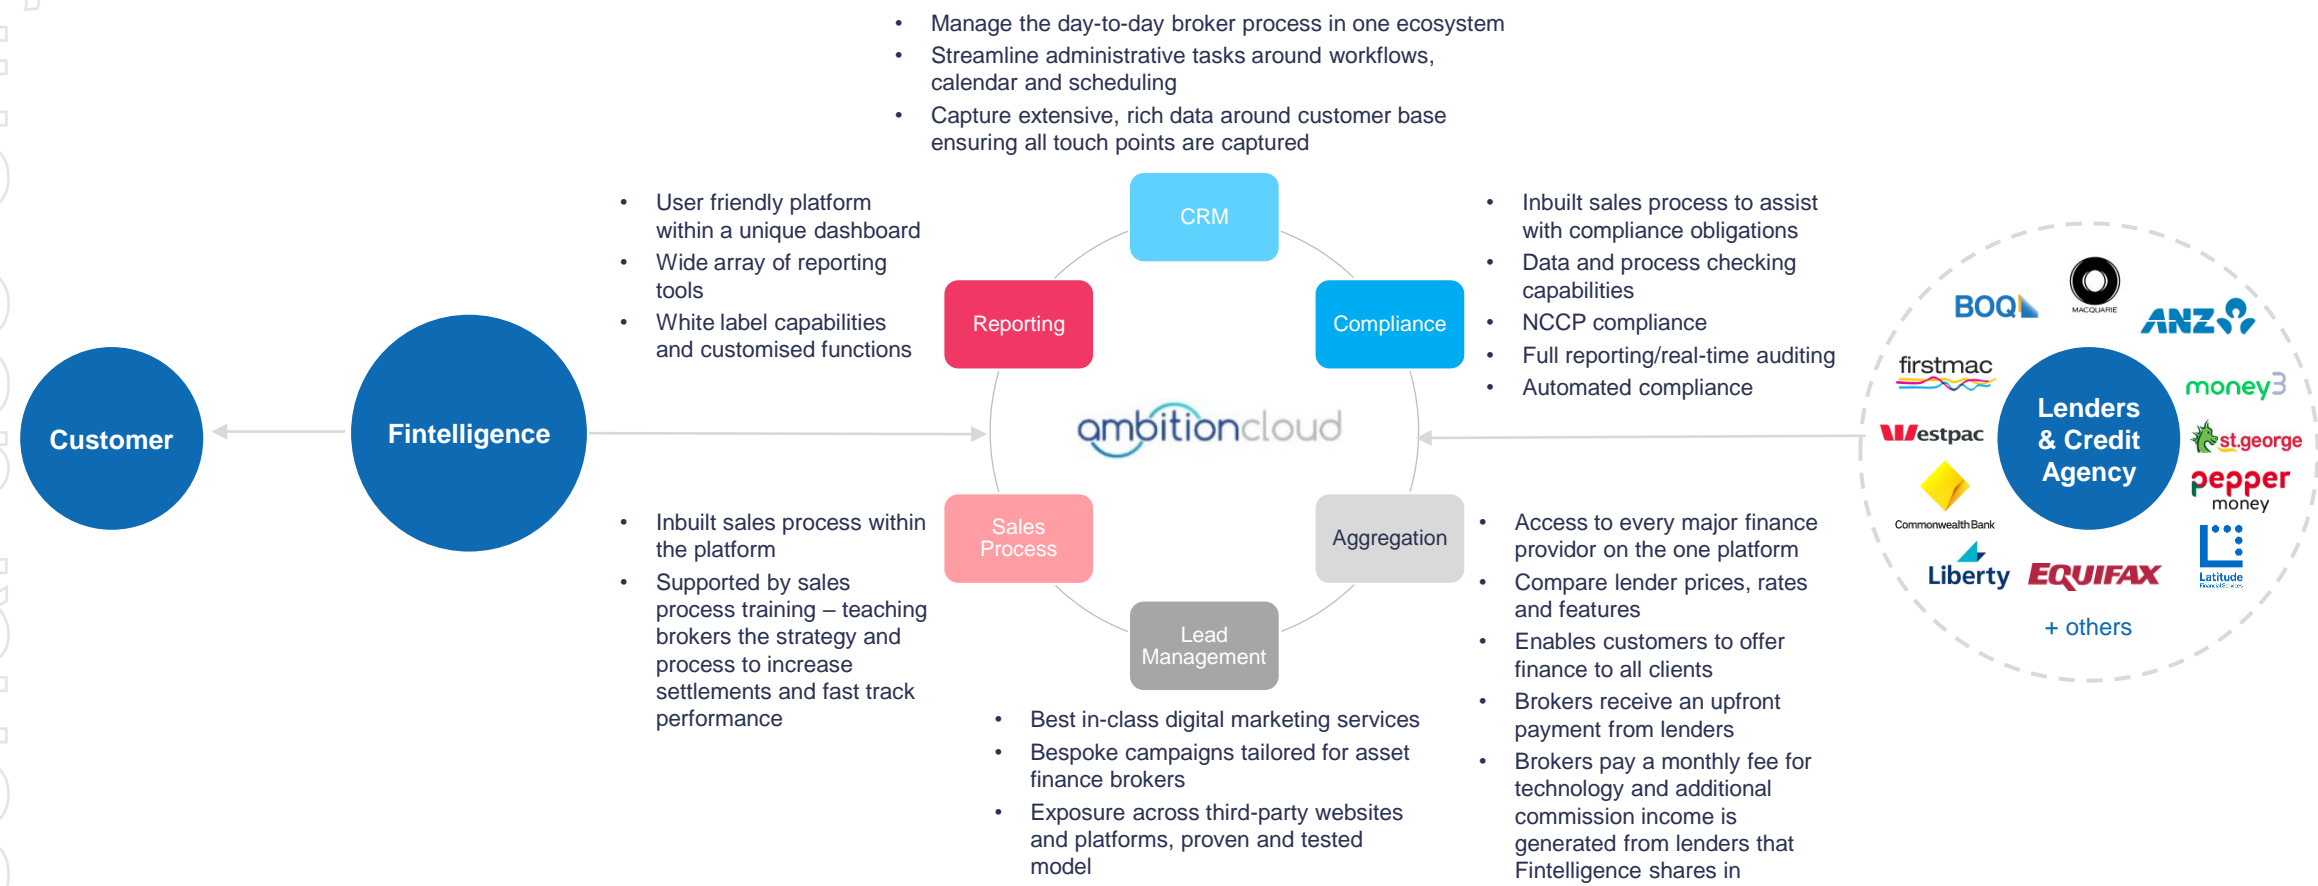 • Manage the day-to-day broker process in one ecosystem
• Streamline administrative tasks around workflows,
calendar and scheduling
• Capture extensive, rich data around customer base
ensuring all touch points are captured
• User friendly platform
within a unique dashboard
• Wide array of reporting
tools
• White label capabilities
and customised functions
CRM
Reporting
Compliance
• Inbuilt sales process to assist
with compliance obligations
• Data and process checking
capabilities
• NCCP compliance
• Full reporting/real-time auditing
• Automated compliance
Customer
Fintelligence
ambitioncloud
BOQ
MACQUARIE
ANZ
firstmac
money3
Westpac
Lenders
& Credit
Agency
st.george
CommonwealthBank
pepper
money
Liberty
EQUIFAX
Latitude
Financial Services
+ others
• Inbuilt sales process within
the platform
• Supported by sales
process training – teaching
brokers the strategy and
process to increase
settlements and fast track
performance
Sales
Process
Aggregation
Lead
Management
• Access to every major finance
providor on the one platform
• Compare lender prices, rates
and features
• Enables customers to offer
finance to all clients
• Brokers receive an upfront
payment from lenders
• Brokers pay a monthly fee for
technology and additional
commission income is
generated from lenders that
Fintelligence shares in
• Best in-class digital marketing services
• Bespoke campaigns tailored for asset
finance brokers
• Exposure across third-party websites
and platforms, proven and tested
model